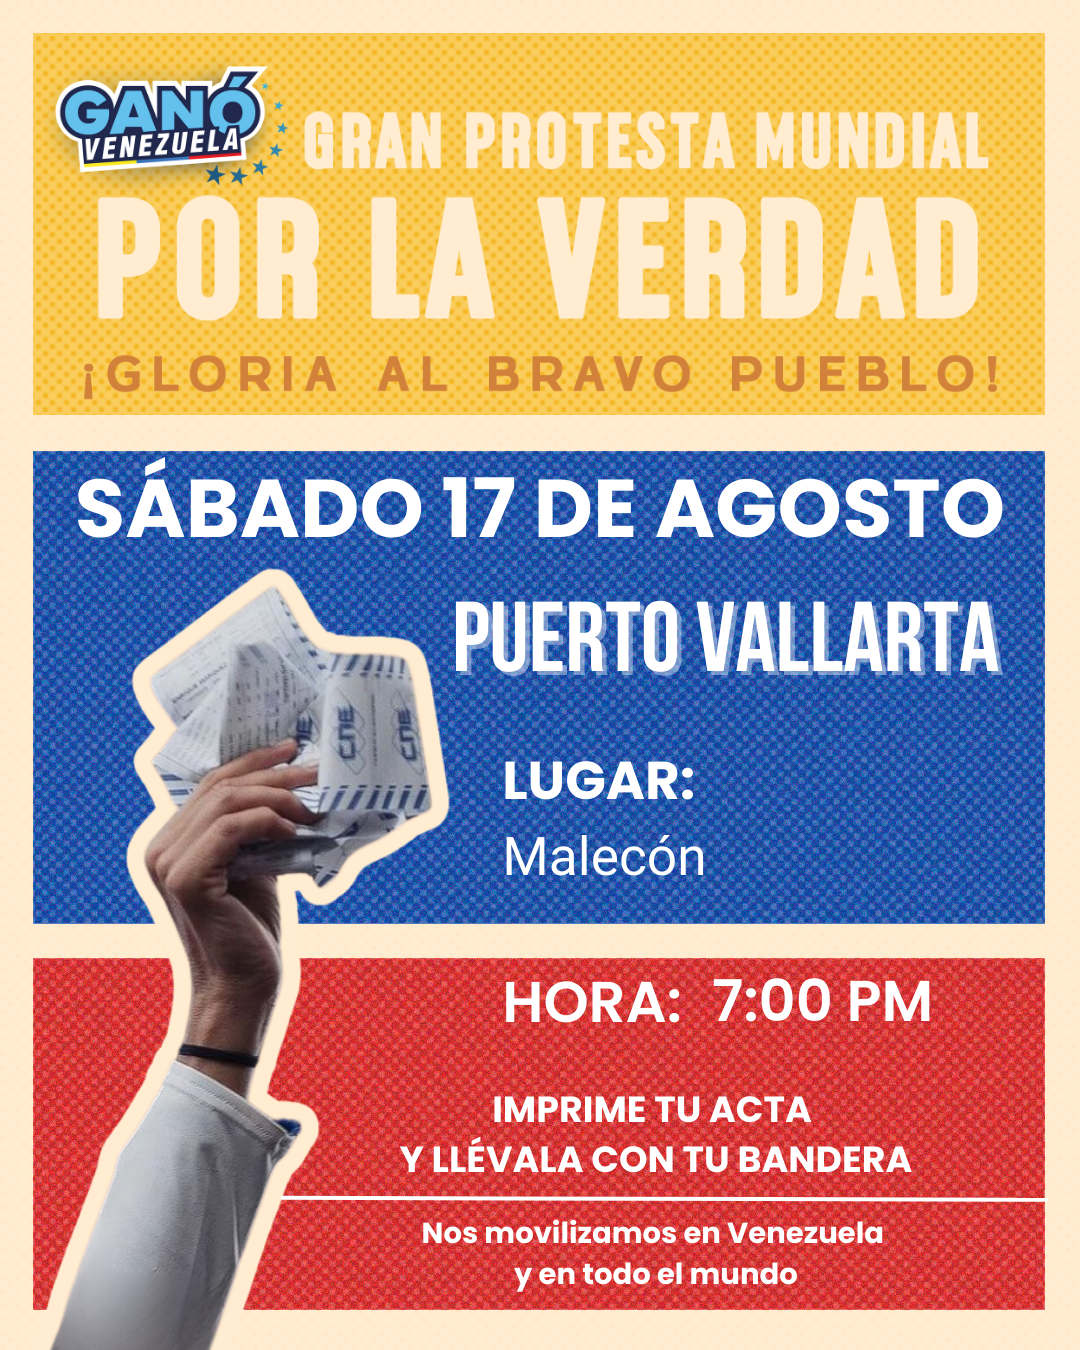 GANÓ
VENEZUELA
GRAN PROTESTA MUNDIAL
POR LA VERDAD
¡GLORIA AL BRAVO PUEBLO!
SÁBADO 17 DE AGOSTO
PUERTO VALLARTA
CNE
CNE
LUGAR:
Malecón
HORA: 7:00 PM
IMPRIME TU ACTA
Y LLÉVALA CON TU BANDERA
Nos movilizamos en Venezuela
y en todo el mundo